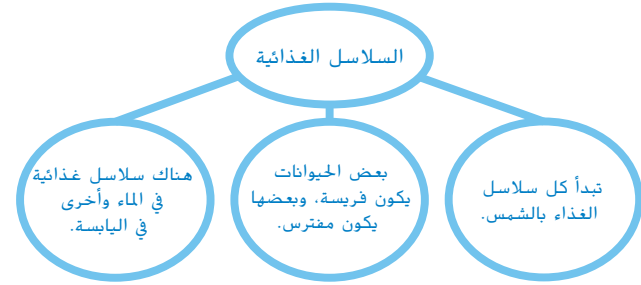 السلاسل الغذائية
تبدأ كل سلاسل
الغذاء بالشمس.
بعض الحيوانات
يكون فريسة، وبعضها
يكون مفترس.
هناك سلاسل غذائية
في الماء وأخرى
في اليابسة.